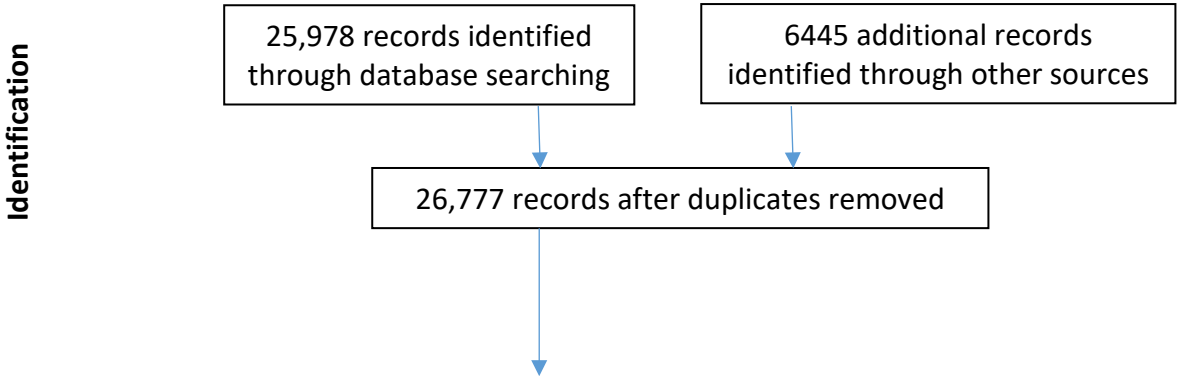 25,978 records identified
through database searching
6445 additional records
identified through other sources
Identification
26,777 records after duplicates removed